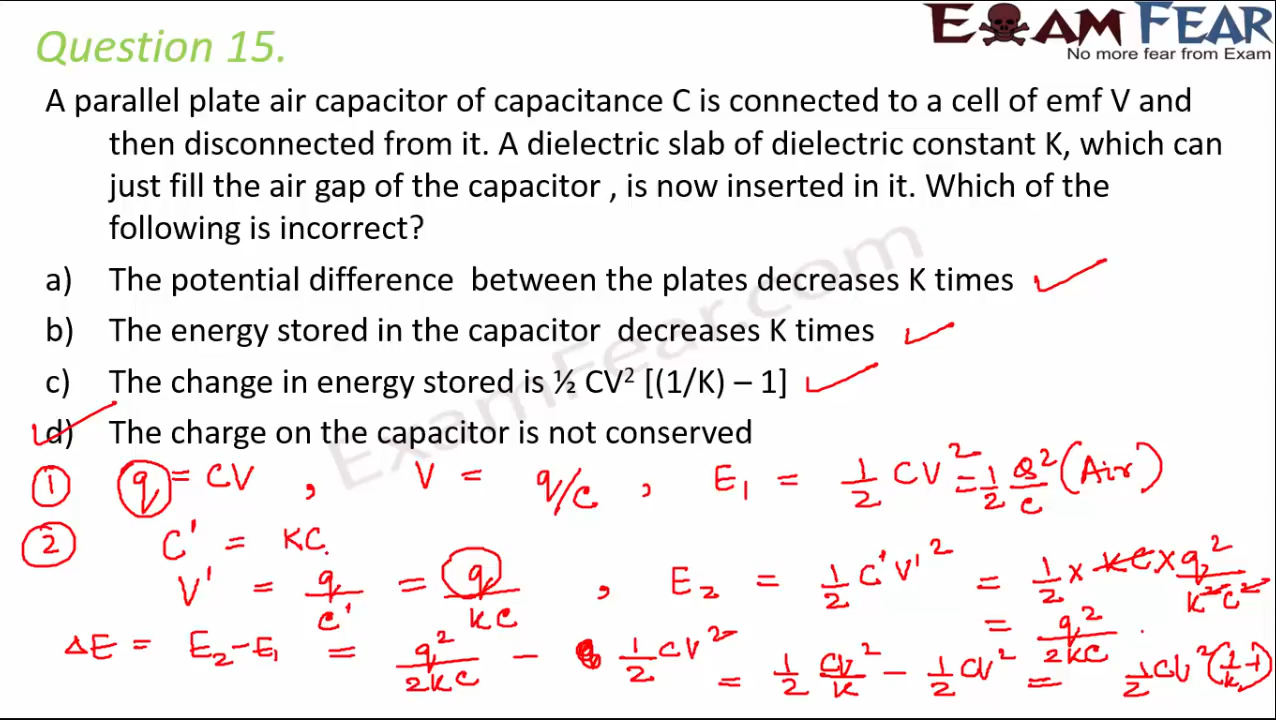 EXAM FEAR
No more fear from Exam
Question 15.
A parallel plate air capacitor of capacitance C is connected to a cell of emf V and
then disconnected from it. A dielectric slab of dielectric constant K, which can
just fill the air gap of the capacitor , is now inserted in it. Which of the
following is incorrect?
a) The potential difference between the plates decreases K times
b) The energy stored in the capacitor decreases K times
c) The change in energy stored is ½ CV² [(1/K) – 1]
d) The charge on the capacitor is not conserved
ExamFear.com
① q = CV , V = q/c , E₁ = 1/2 CV² = 1/2 Q²/C (Air)
② C' = KC.
V' = q/C' = q/KC , E₂ = 1/2 C'V'² = 1/2 × KC × q²/K²C²
= q²/2KC
ΔE = E₂-E₁ = q²/2KC - 1/2 CV² = 1/2 CV²/K - 1/2 CV² = 1/2 CV² (1/K - 1)